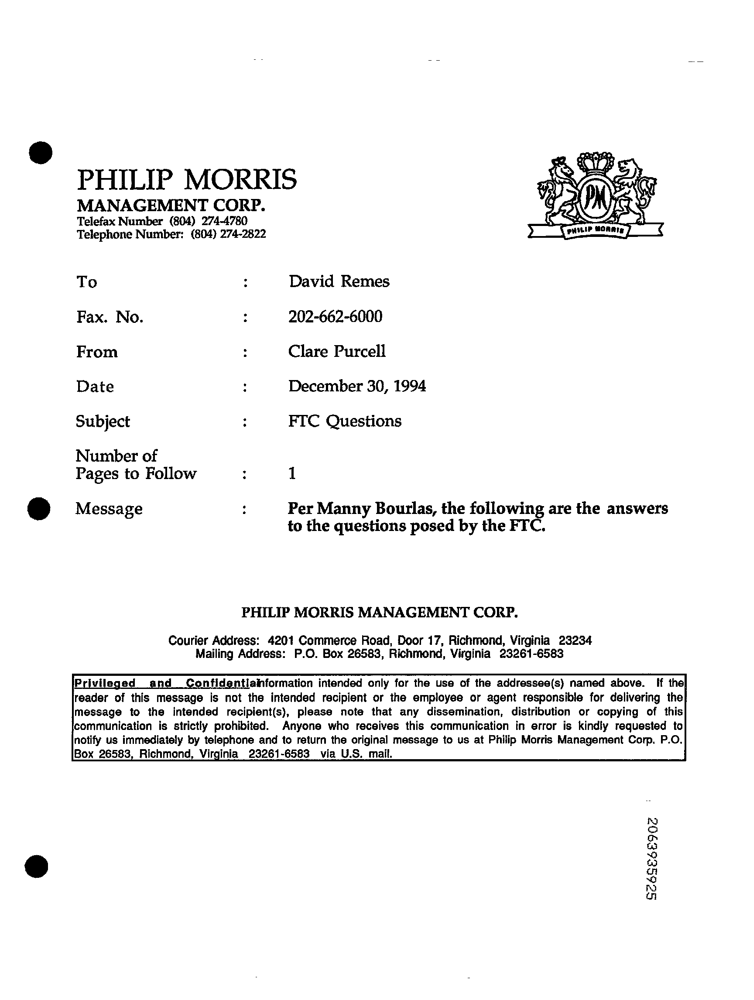 PHILIP MORRIS
MANAGEMENT CORP.
Telefax Number (804) 274-4780
Telephone Number: (804) 274-2822
PM
PHILIP MORRIS
To : David Remes
Fax. No. : 202-662-6000
From : Clare Purcell
Date : December 30, 1994
Subject : FTC Questions
Number of
Pages to Follow : 1
Message : Per Manny Bourlas, the following are the answers
to the questions posed by the FTC.
PHILIP MORRIS MANAGEMENT CORP.
Courier Address: 4201 Commerce Road, Door 17, Richmond, Virginia 23234
Mailing Address: P.O. Box 26583, Richmond, Virginia 23261-6583
Privileged and Confidential information intended only for the use of the addressee(s) named above. If the
reader of this message is not the intended recipient or the employee or agent responsible for delivering the
message to the intended recipient(s), please note that any dissemination, distribution or copying of this
communication is strictly prohibited. Anyone who receives this communication in error is kindly requested to
notify us immediately by telephone and to return the original message to us at Philip Morris Management Corp. P.O.
Box 26583, Richmond, Virginia 23261-6583 via U.S. mail.
2063935925